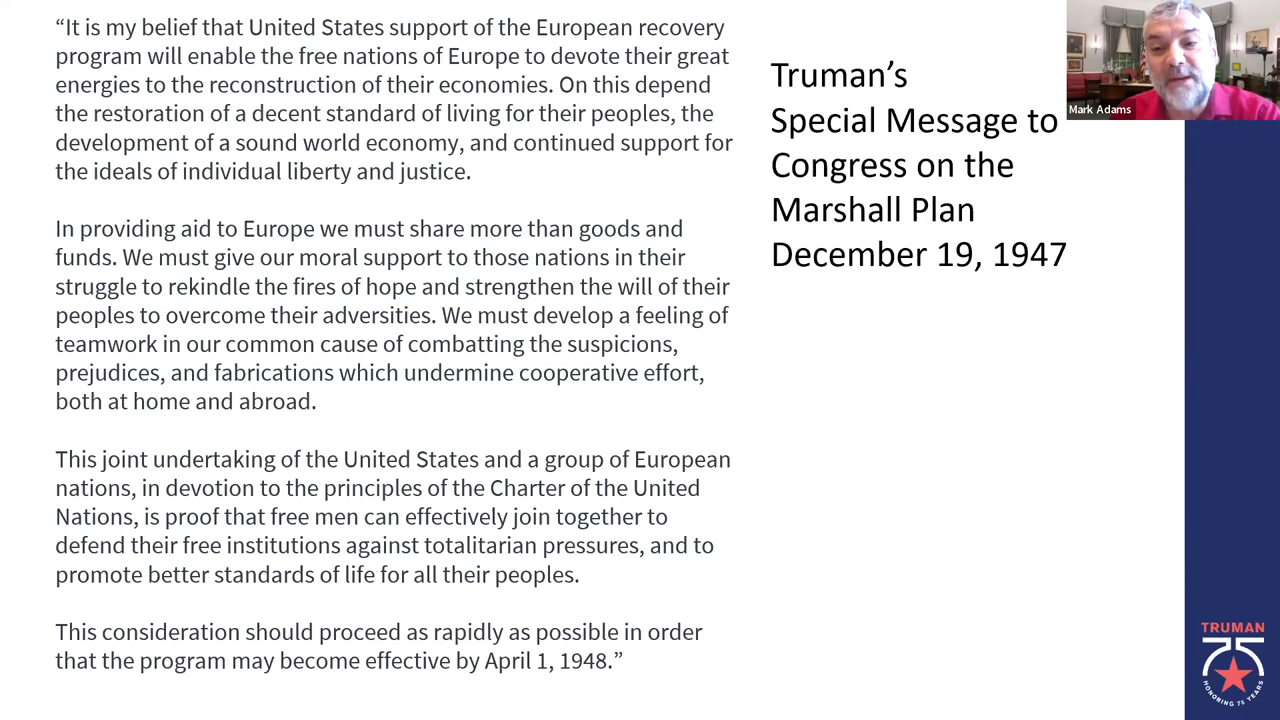 “It is my belief that United States support of the European recovery
program will enable the free nations of Europe to devote their great
energies to the reconstruction of their economies. On this depend
the restoration of a decent standard of living for their peoples, the
development of a sound world economy, and continued support for
the ideals of individual liberty and justice.
In providing aid to Europe we must share more than goods and
funds. We must give our moral support to those nations in their
struggle to rekindle the fires of hope and strengthen the will of their
peoples to overcome their adversities. We must develop a feeling of
teamwork in our common cause of combatting the suspicions,
prejudices, and fabrications which undermine cooperative effort,
both at home and abroad.
This joint undertaking of the United States and a group of European
nations, in devotion to the principles of the Charter of the United
Nations, is proof that free men can effectively join together to
defend their free institutions against totalitarian pressures, and to
promote better standards of life for all their peoples.
This consideration should proceed as rapidly as possible in order
that the program may become effective by April 1, 1948.”
Truman’s
Special Message to
Congress on the
Marshall Plan
December 19, 1947
Mark Adams
TRUMAN
75
HONORING 75 YEARS